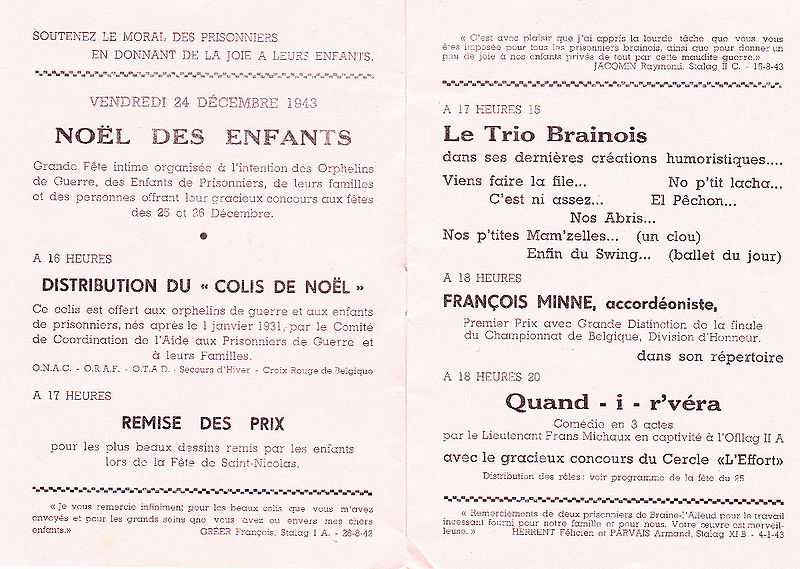 SOUTENEZ LE MORAL DES PRISONNIERS
EN DONNANT DE LA JOIE A LEURS ENFANTS.
VENDREDI 24 DÉCEMBRE 1943
NOËL DES ENFANTS
Grande Fête intime organisée à l'intention des Orphelins
de Guerre, des Enfants de Prisonniers, de leurs familles
et des personnes offrant leur gracieux concours aux fêtes
des 25 et 26 Décembre.
A 16 HEURES
DISTRIBUTION DU « COLIS DE NOËL »
Ce colis est offert aux orphelins de guerre et aux enfants
de prisonniers, nés après le 1 janvier 1931, par le Comité
de Coordination de l'Aide aux Prisonniers de Guerre et
à leurs Familles.
O.N.A.C. - O.R.A.F. - O.T.A.D. - Secours d'Hiver - Croix Rouge de Belgique
A 17 HEURES
REMISE DES PRIX
pour les plus beaux dessins remis par les enfants
lors de la Fête de Saint-Nicolas.
« Je vous remercie infiniment pour les beaux colis que vous m'avez
envoyés et pour les grands soins que vous avez eu envers mes chers
enfants.» GREER François, Stalag I A. - 28-8-42
« C'est avec plaisir que j'ai appris la lourde tâche que vous vous
êtes imposée pour tous les prisonniers brainois, ainsi que pour donner un
peu de joie à nos enfants privés de tout par cette maudite guerre.»
JACQMIN Raymond, Stalag II C. - 15-8-43
A 17 HEURES 15
Le Trio Brainois
dans ses dernières créations humoristiques....
Viens faire la file... No p'tit lacha...
C'est ni assez... El Pêchon...
Nos Abris...
Nos p'tites Mam'zelles... (un clou)
Enfin du Swing... (ballet du jour)
A 18 HEURES
FRANÇOIS MINNE, accordéoniste,
Premier Prix avec Grande Distinction de la finale
du Championnat de Belgique, Division d'Honneur.
dans son répertoire
A 18 HEURES 20
Quand - i - r'véra
Comédie en 3 actes
par le Lieutenant Frans Michaux en captivité à l'Oflag II A
avec le gracieux concours du Cercle «L'Effort»
Distribution des rôles : voir programme de la fête du 25
« Remerciements de deux prisonniers de Braine-l'Alleud pour le travail
incessant fourni pour notre famille et pour nous. Votre œuvre est merveil-
leuse. » HERRENT Félicien et PARVAIS Armand, Stalag XI B - 4-1-43